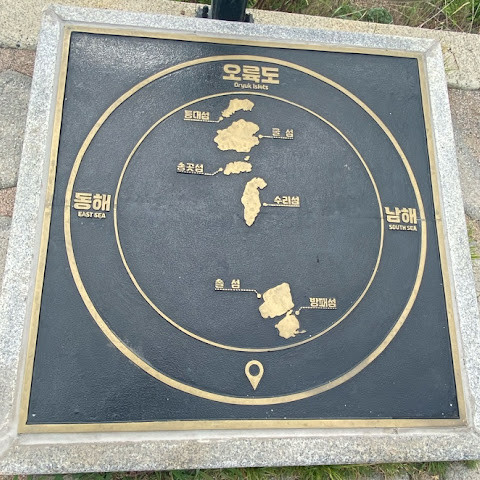 오륙도
Oryuk Islets
등대섬
굴 섬
송곳섬
수리섬
동해
EAST SEA
남해
SOUTH SEA
솔 섬
방패섬